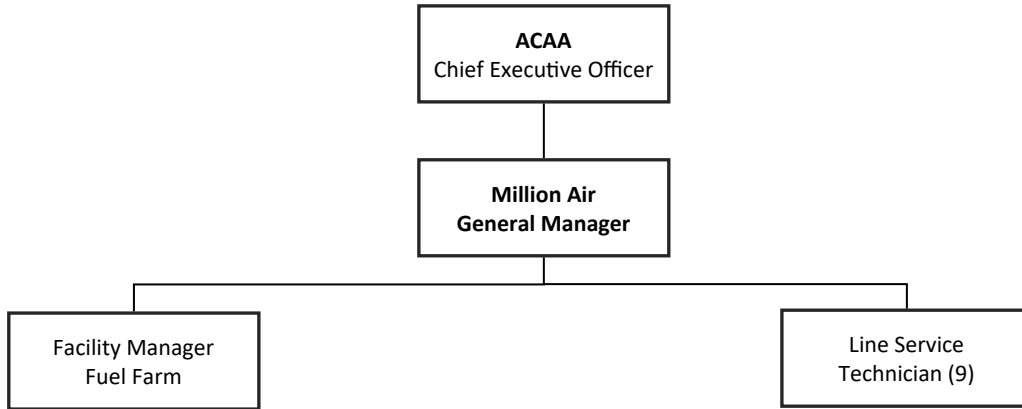 ACAA
Chief Executive Officer
Million Air
General Manager
Facility Manager
Fuel Farm
Line Service
Technician (9)